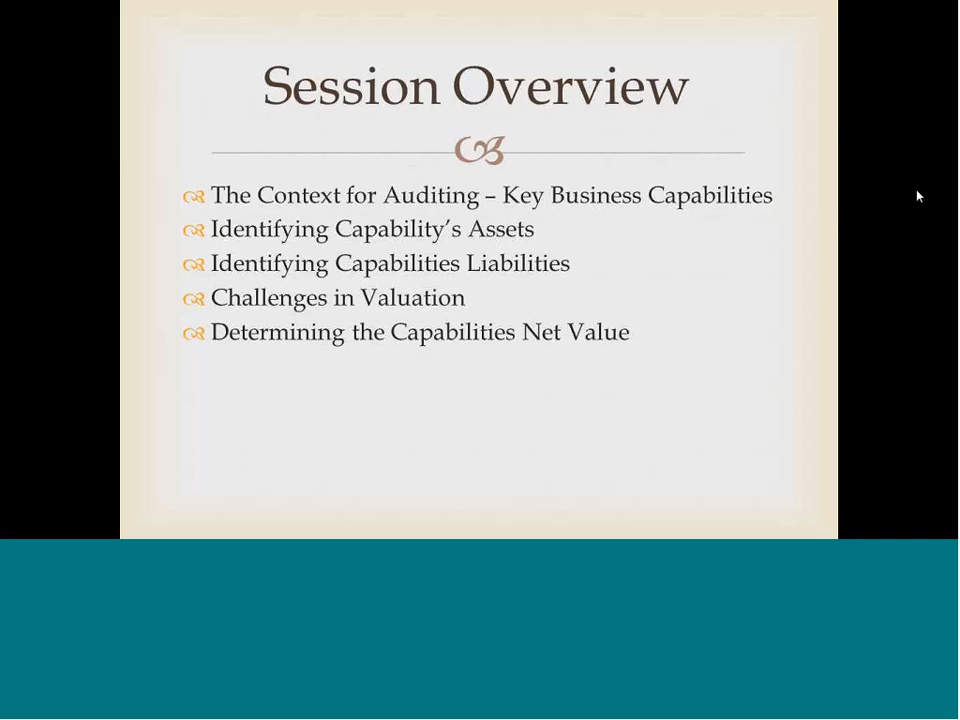 Session Overview
The Context for Auditing – Key Business Capabilities
Identifying Capability’s Assets
Identifying Capabilities Liabilities
Challenges in Valuation
Determining the Capabilities Net Value